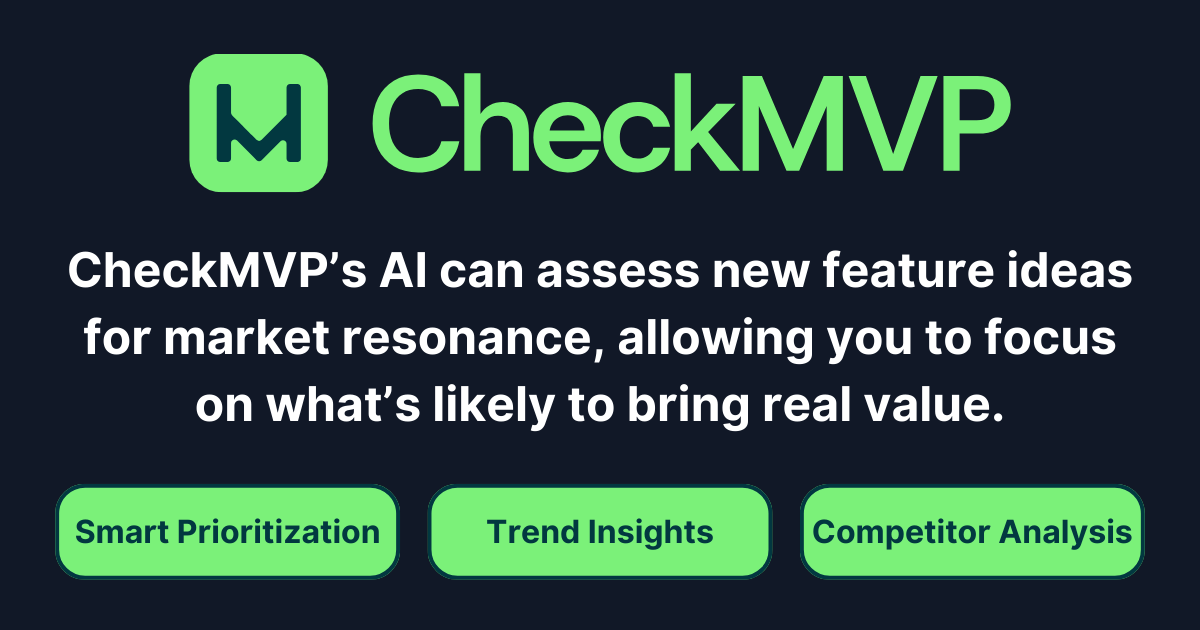 CheckMVP
CheckMVP’s AI can assess new feature ideas
for market resonance, allowing you to focus
on what’s likely to bring real value.
Smart Prioritization
Trend Insights
Competitor Analysis